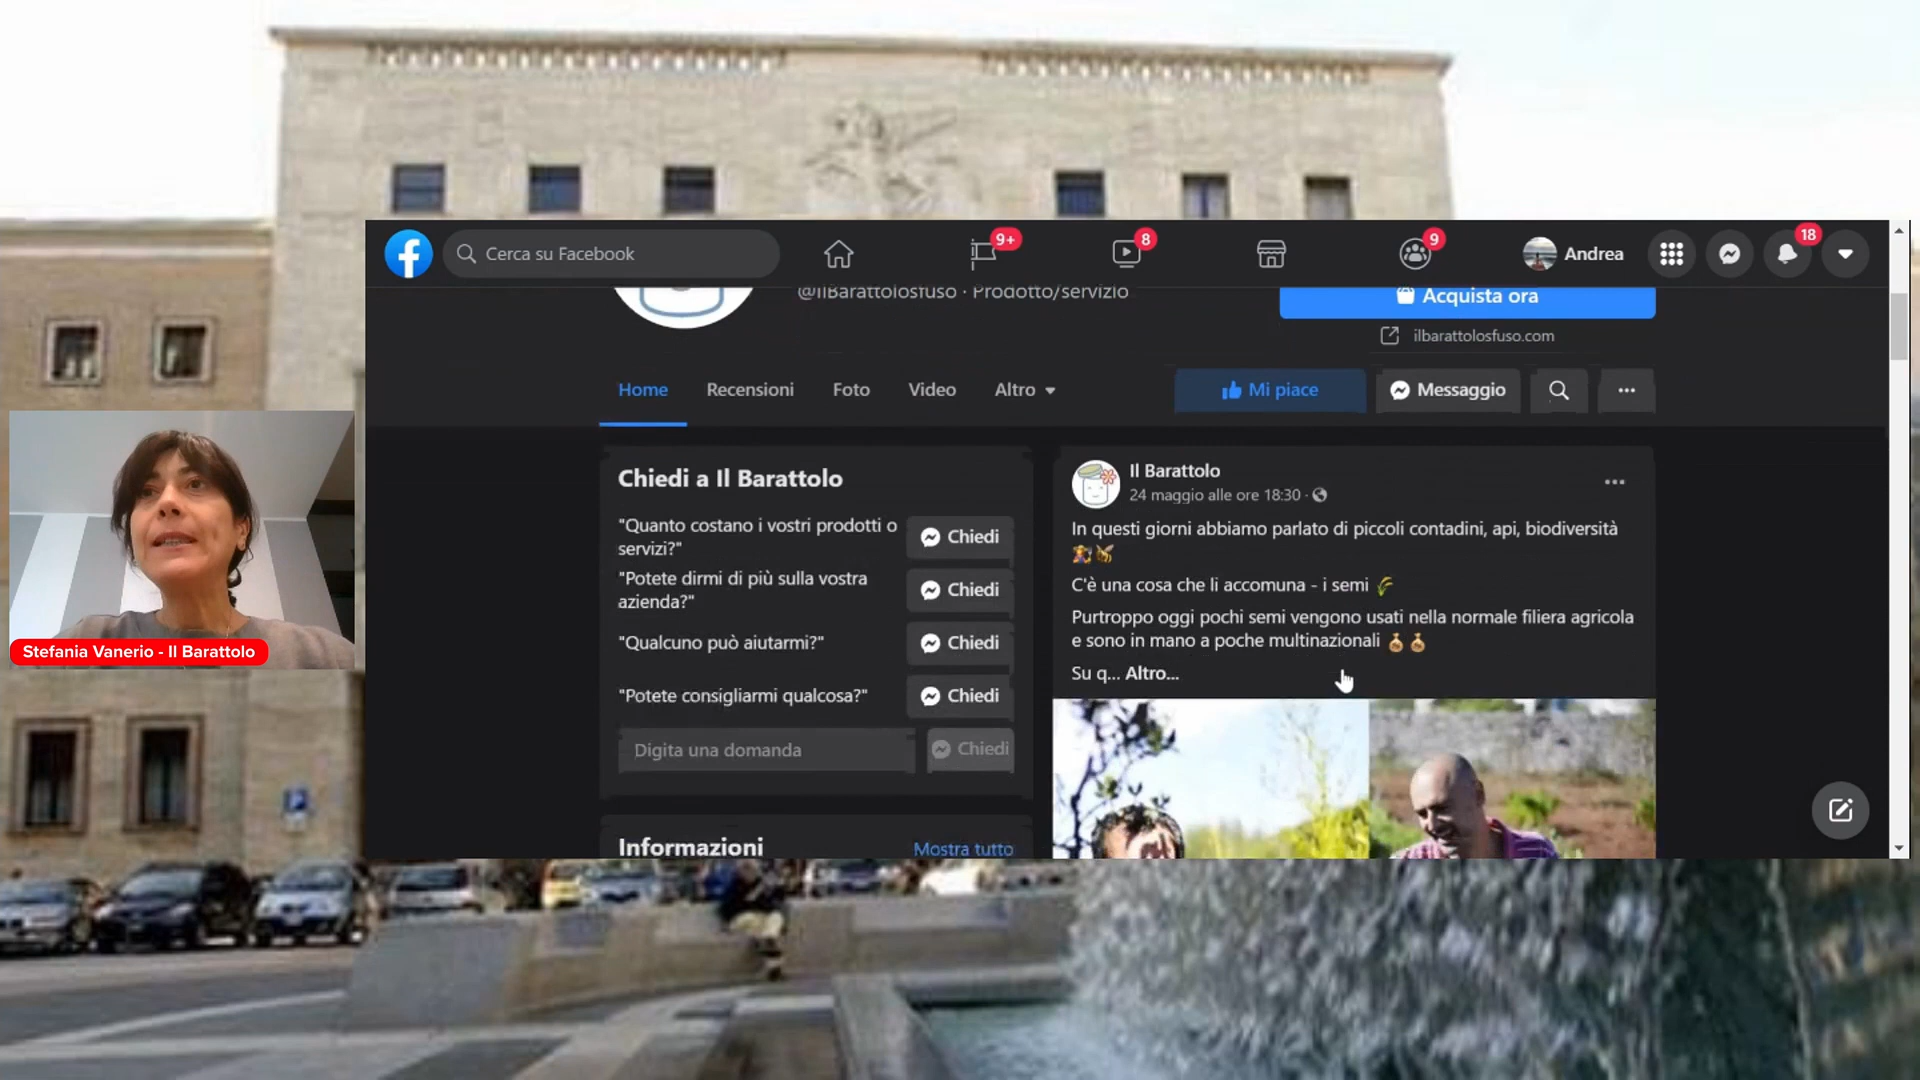 Cerca su Facebook
9+
8
9
Andrea
18
@IlBarattolosfuso · Prodotto/servizio
Acquista ora
ilbarattolosfuso.com
Home
Recensioni
Foto
Video
Altro
Mi piace
Messaggio
Chiedi a Il Barattolo
"Quanto costano i vostri prodotti o
servizi?"
Chiedi
"Potete dirmi di più sulla vostra
azienda?"
Chiedi
"Qualcuno può aiutarmi?"
Chiedi
"Potete consigliarmi qualcosa?"
Chiedi
Digita una domanda
Chiedi
Informazioni
Mostra tutto
Il Barattolo
24 maggio alle ore 18:30 ·
In questi giorni abbiamo parlato di piccoli contadini, api, biodiversità
C'è una cosa che li accomuna - i semi
Purtroppo oggi pochi semi vengono usati nella normale filiera agricola
e sono in mano a poche multinazionali
Su q... Altro...
Stefania Vanerio - Il Barattolo